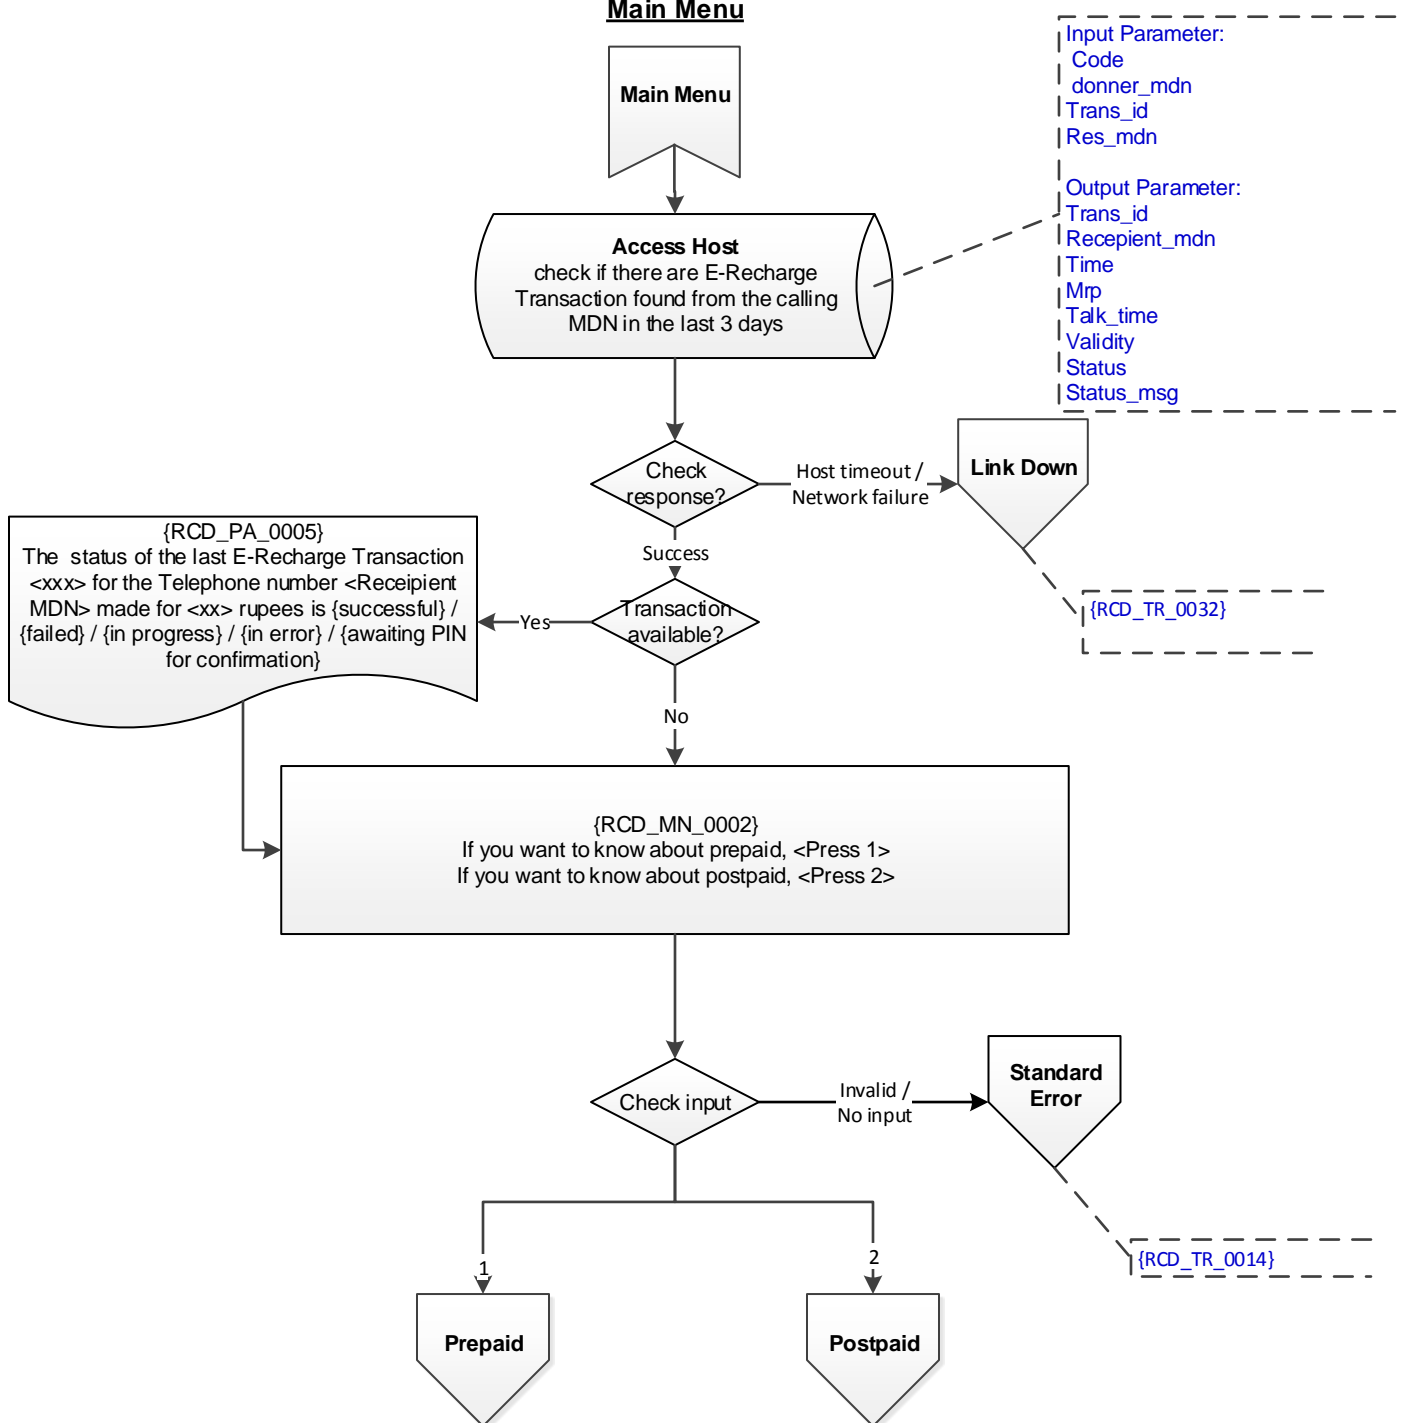 Main Menu
Main Menu
Input Parameter:
Code
donner_mdn
Trans_id
Res_mdn
Output Parameter:
Trans_id
Recepient_mdn
Time
Mrp
Talk_time
Validity
Status
Status_msg
Access Host
check if there are E-Recharge
Transaction found from the calling
MDN in the last 3 days
Check
response?
Host timeout /
Network failure
Link Down
{RCD_TR_0032}
Success
Transaction
available?
Yes
{RCD_PA_0005}
The status of the last E-Recharge Transaction
<xxx> for the Telephone number <Receipient
MDN> made for <xx> rupees is {successful} /
{failed} / {in progress} / {in error} / {awaiting PIN
for confirmation}
No
{RCD_MN_0002}
If you want to know about prepaid, <Press 1>
If you want to know about postpaid, <Press 2>
Check input
Invalid /
No input
Standard
Error
{RCD_TR_0014}
1
2
Prepaid
Postpaid